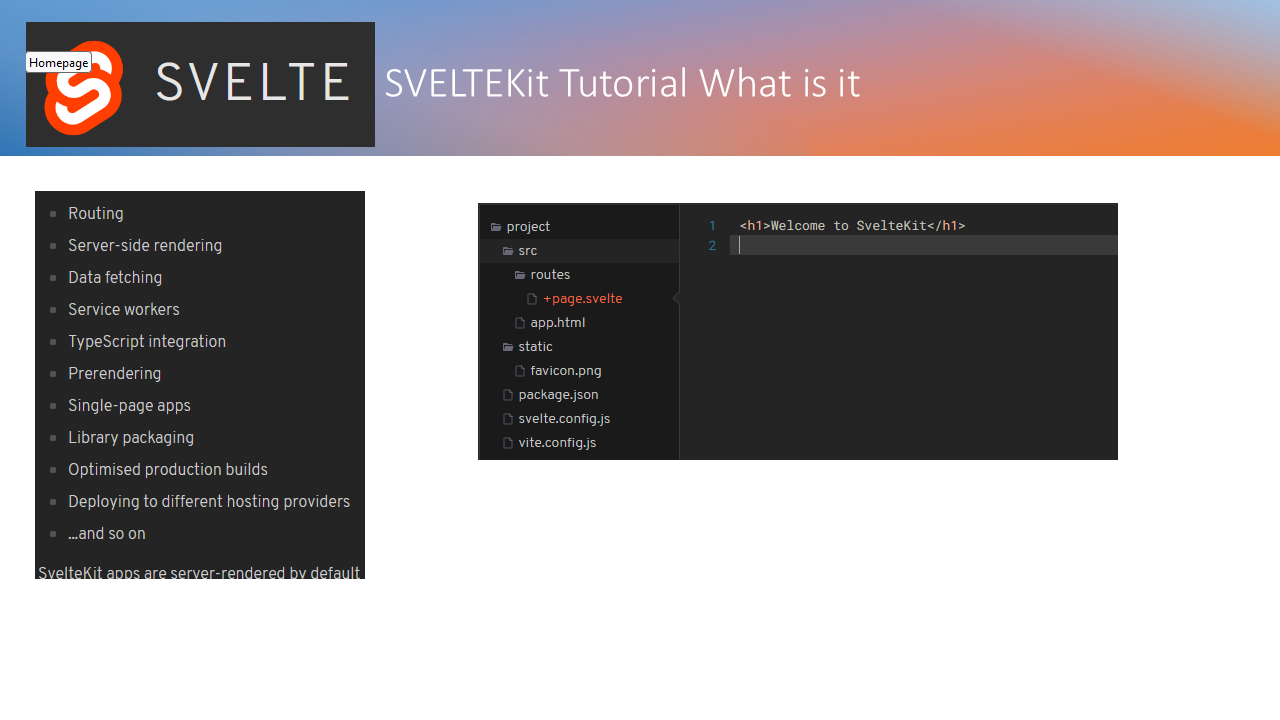 Homepage
SVELTE
SVELTEKit Tutorial What is it
Routing
Server-side rendering
Data fetching
Service workers
TypeScript integration
Prerendering
Single-page apps
Library packaging
Optimised production builds
Deploying to different hosting providers
...and so on
SvelteKit apps are server-rendered by default
project
src
routes
+page.svelte
app.html
static
favicon.png
package.json
svelte.config.js
vite.config.js
1 <h1>Welcome to SvelteKit</h1>
2